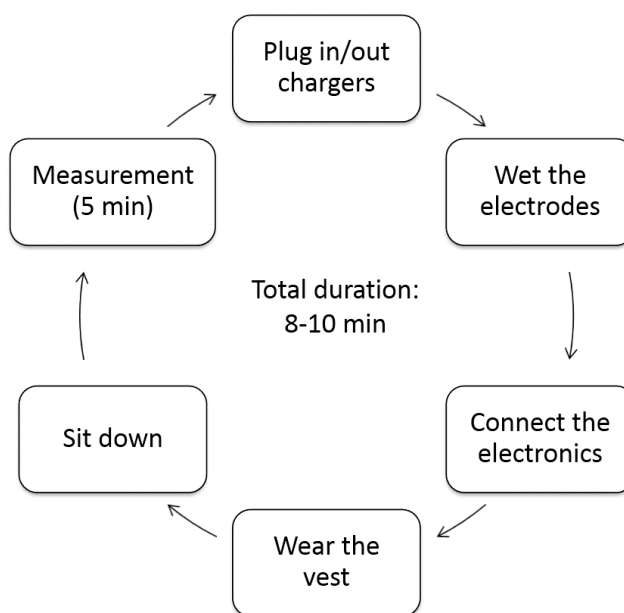 Plug in/out
chargers
Wet the
electrodes
Connect the
electronics
Wear the
vest
Sit down
Measurement
(5 min)
Total duration:
8-10 min